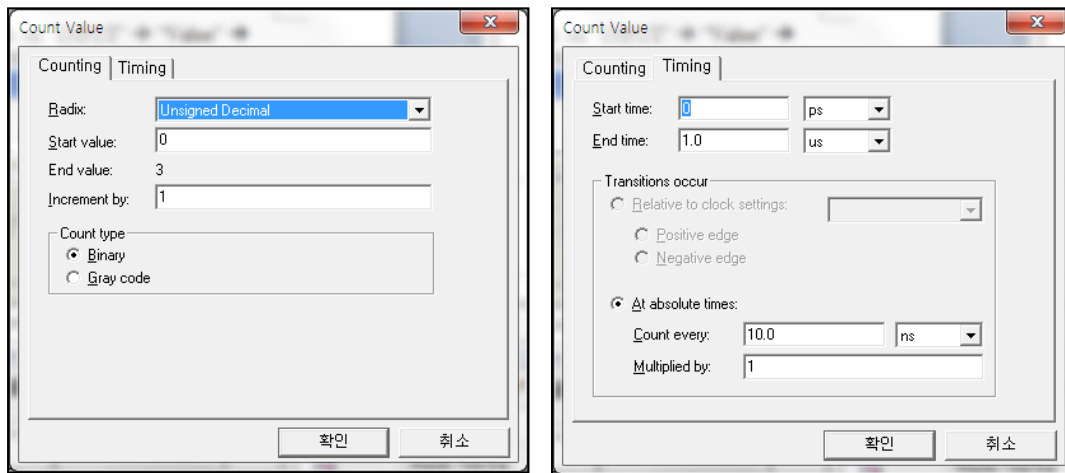 Count Value
Counting Timing
Radix: Unsigned Decimal
Start value: 0
End value: 3
Increment by: 1
Count type
Binary
Gray code
확인 취소
Count Value
Counting Timing
Start time: 0 ps
End time: 1.0 us
Transitions occur
Relative to clock settings:
Positive edge
Negative edge
At absolute times:
Count every: 10.0 ns
Multiplied by: 1
확인 취소